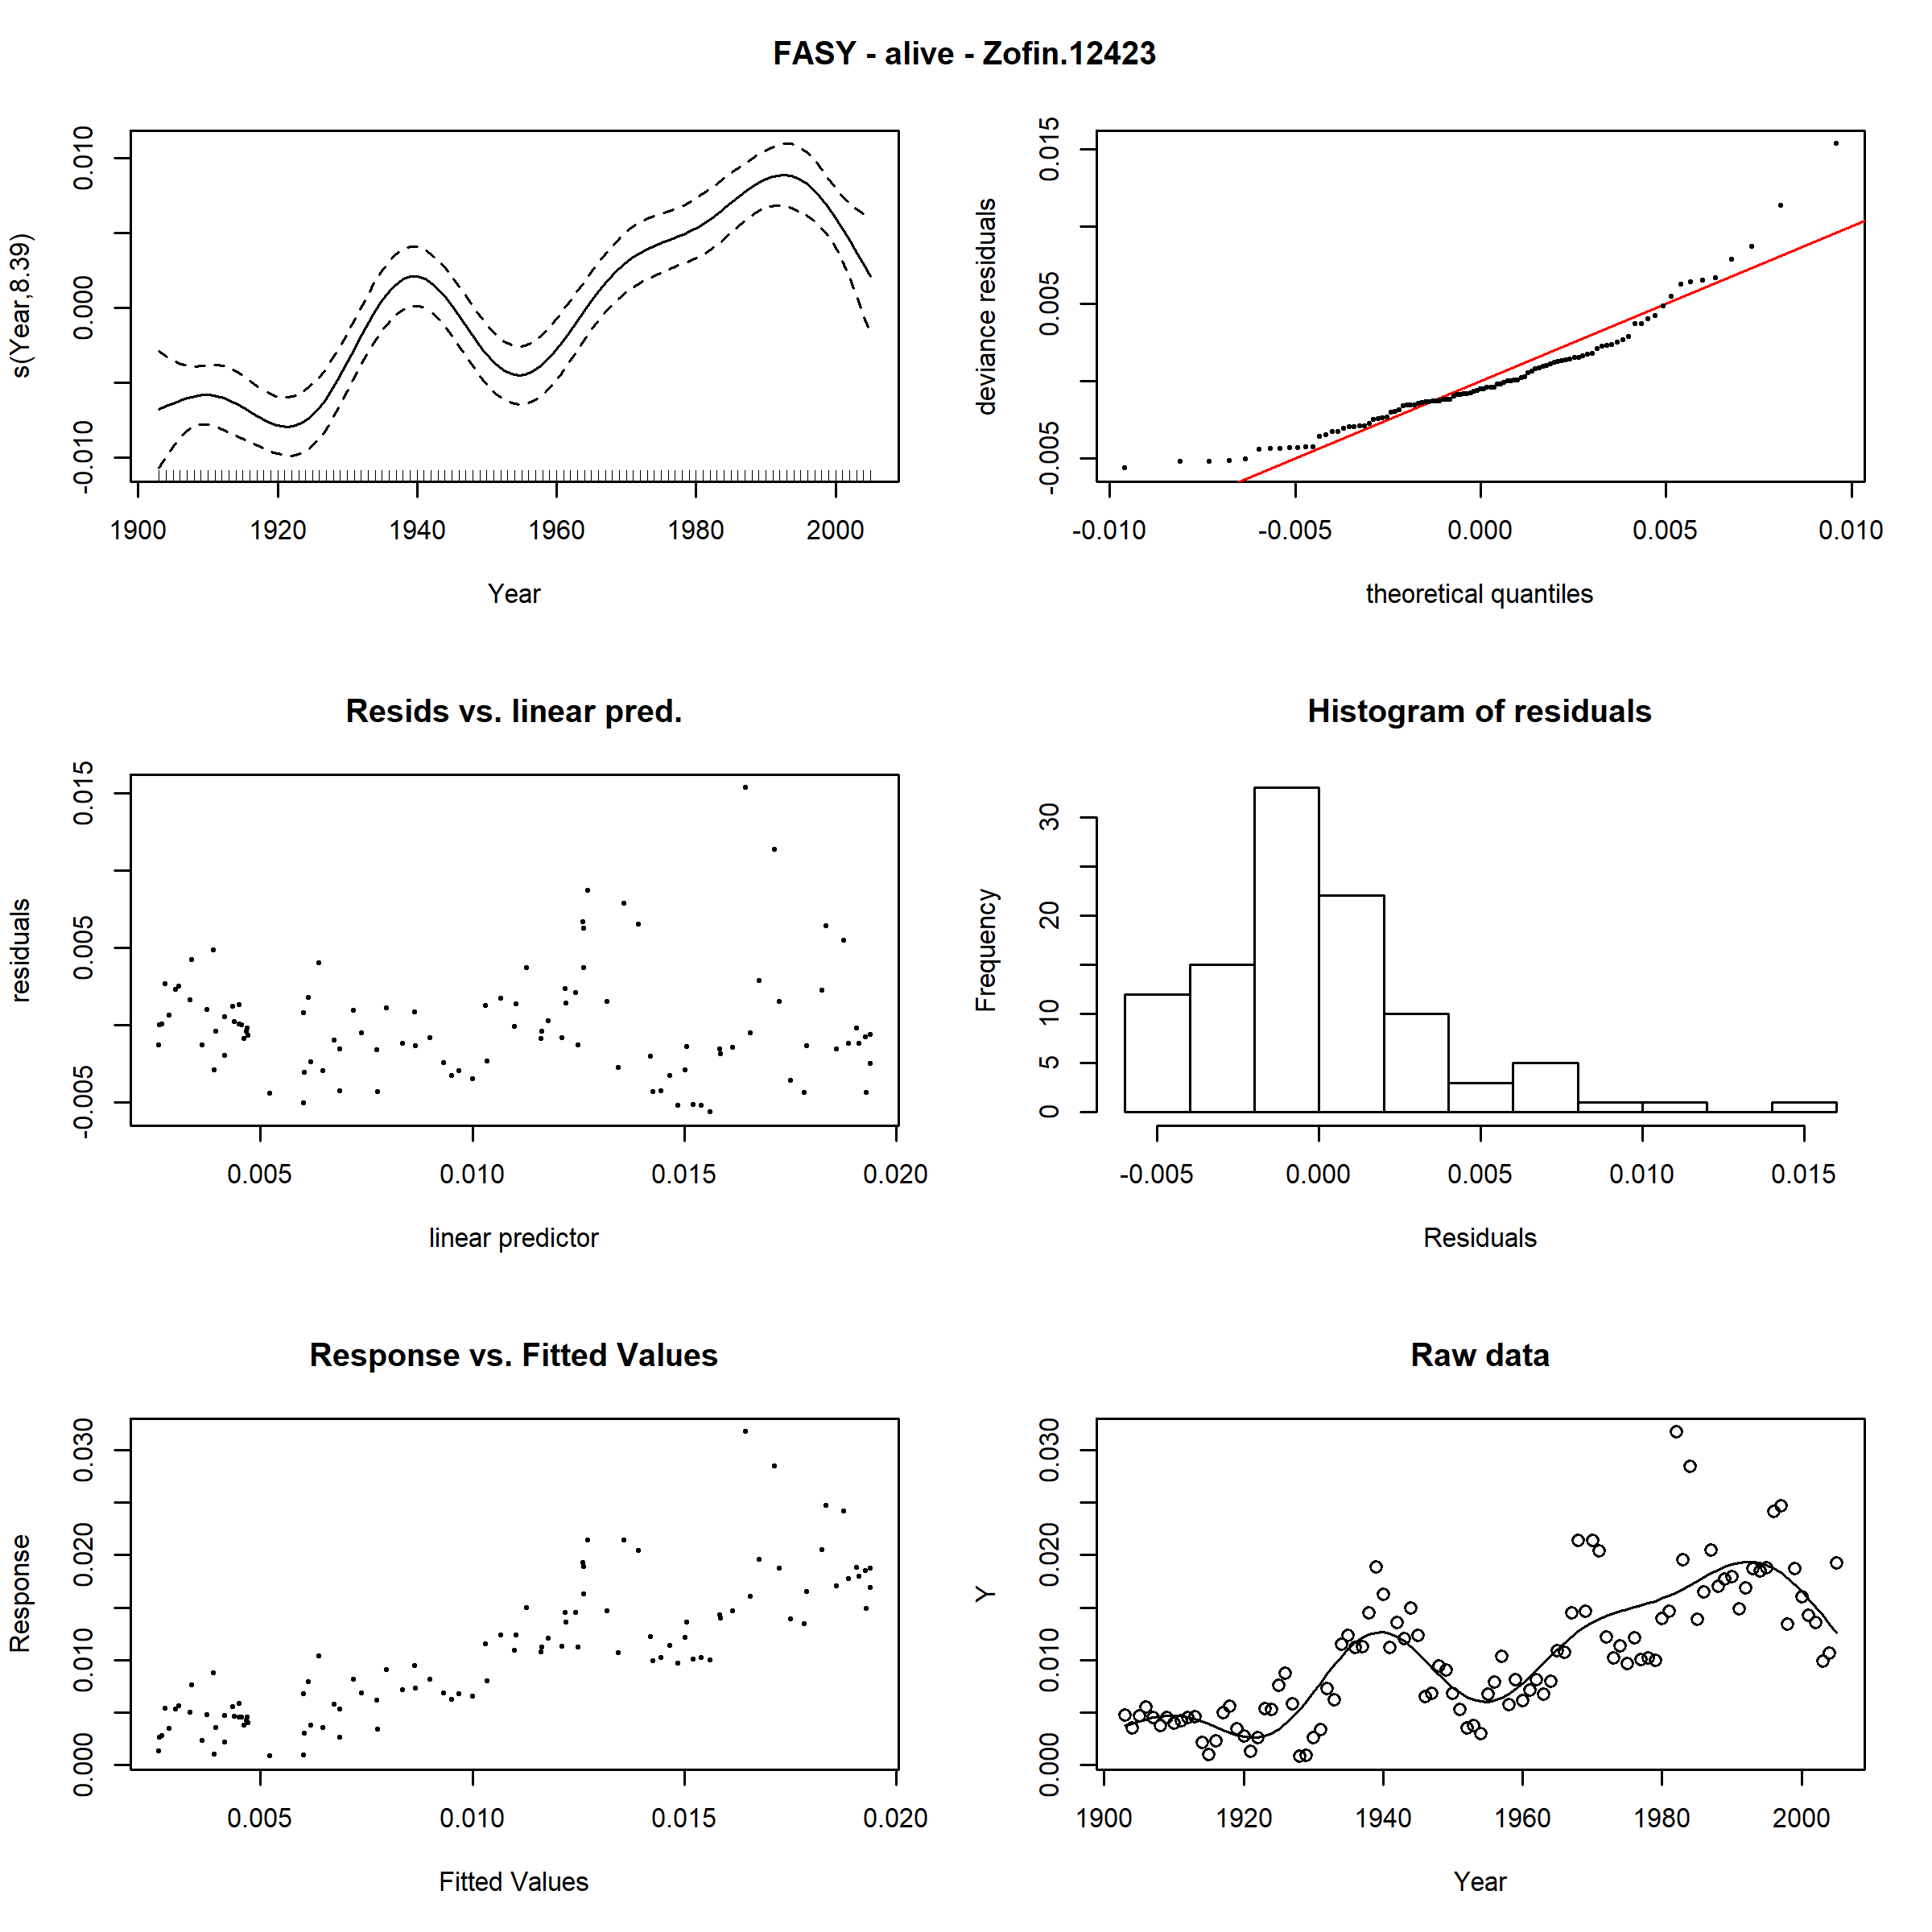 FASY - alive - Zofin.12423
s(Year,8.39)
0.010
0.000
-0.010
1900 1920 1940 1960 1980 2000
Year
deviance residuals
0.015
0.005
-0.005
-0.010 -0.005 0.000 0.005 0.010
theoretical quantiles
Resids vs. linear pred.
residuals
0.015
0.005
-0.005
0.005 0.010 0.015 0.020
linear predictor
Histogram of residuals
Frequency
30
20
10
5
0
-0.005 0.000 0.005 0.010 0.015
Residuals
Response vs. Fitted Values
Response
0.030
0.020
0.010
0.000
0.005 0.010 0.015 0.020
Fitted Values
Raw data
Y
0.030
0.020
0.010
0.000
1900 1920 1940 1960 1980 2000
Year